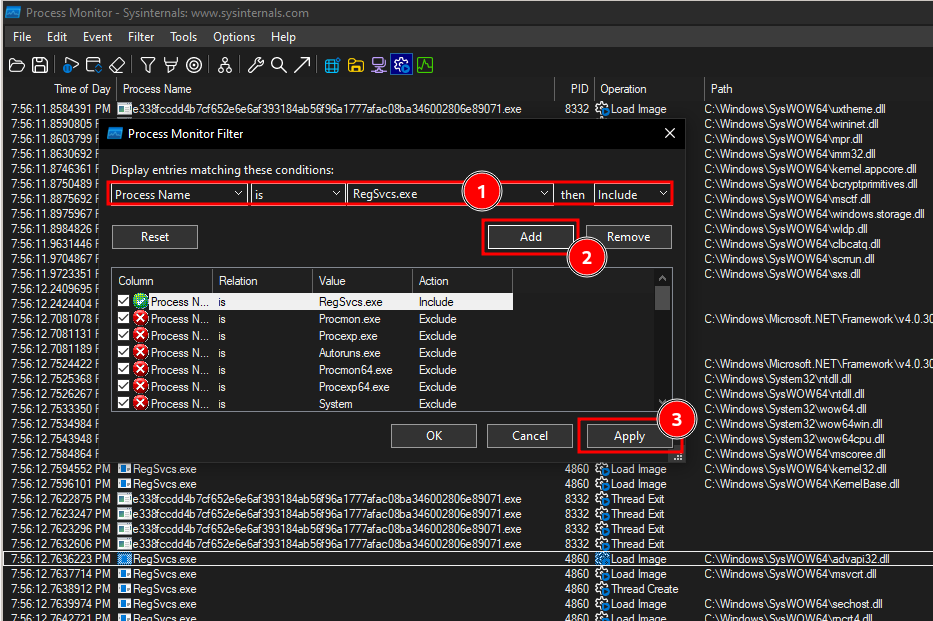 Process Monitor - Sysinternals: www.sysinternals.com
File Edit Event Filter Tools Options Help
Time of Day Process Name PID Operation Path
7:56:11.8584391 PM e338fccdd4b7cf652e6e6af393184ab56f96a1777afac08ba346002806e89071.exe 8332 Load Image C:\Windows\SysWOW64\uxtheme.dll
7:56:11.8590805 C:\Windows\SysWOW64\wininet.dll
7:56:11.8603799 C:\Windows\SysWOW64\mpr.dll
7:56:11.8630692 C:\Windows\SysWOW64\imm32.dll
7:56:11.8746361 C:\Windows\SysWOW64\kernel.appcore.dll
7:56:11.8750489 C:\Windows\SysWOW64\bcryptprimitives.dll
7:56:11.8875692 C:\Windows\SysWOW64\msctf.dll
7:56:11.8975967 C:\Windows\SysWOW64\windows.storage.dll
7:56:11.8984826 C:\Windows\SysWOW64\wldp.dll
7:56:11.9631446 C:\Windows\SysWOW64\clbcatq.dll
7:56:11.9704867 C:\Windows\SysWOW64\scrrun.dll
7:56:11.9723351 C:\Windows\SysWOW64\sxs.dll
7:56:12.2409695
7:56:12.2424404
7:56:12.7081078 C:\Windows\Microsoft.NET\Framework\v4.0.30
7:56:12.7081131
7:56:12.7081189
7:56:12.7524422 C:\Windows\Microsoft.NET\Framework\v4.0.30
7:56:12.7525368 C:\Windows\System32\ntdll.dll
7:56:12.7526267 C:\Windows\SysWOW64\ntdll.dll
7:56:12.7533350 C:\Windows\System32\wow64.dll
7:56:12.7534984 C:\Windows\System32\wow64win.dll
7:56:12.7543948 C:\Windows\System32\wow64cpu.dll
7:56:12.7584864 C:\Windows\SysWOW64\mscoree.dll
7:56:12.7594552 PM RegSvcs.exe 4860 Load Image C:\Windows\SysWOW64\kernel32.dll
7:56:12.7596101 PM RegSvcs.exe 4860 Load Image C:\Windows\SysWOW64\KernelBase.dll
7:56:12.7622875 PM e338fccdd4b7cf652e6e6af393184ab56f96a1777afac08ba346002806e89071.exe 8332 Thread Exit
7:56:12.7623247 PM e338fccdd4b7cf652e6e6af393184ab56f96a1777afac08ba346002806e89071.exe 8332 Thread Exit
7:56:12.7623296 PM e338fccdd4b7cf652e6e6af393184ab56f96a1777afac08ba346002806e89071.exe 8332 Thread Exit
7:56:12.7632606 PM e338fccdd4b7cf652e6e6af393184ab56f96a1777afac08ba346002806e89071.exe 8332 Thread Exit
7:56:12.7636223 PM RegSvcs.exe 4860 Load Image C:\Windows\SysWOW64\advapi32.dll
7:56:12.7637714 PM RegSvcs.exe 4860 Load Image C:\Windows\SysWOW64\msvcrt.dll
7:56:12.7638912 PM RegSvcs.exe 4860 Thread Create
7:56:12.7639974 PM RegSvcs.exe 4860 Load Image C:\Windows\SysWOW64\sechost.dll
7:56:12.7642721 PM RegSvcs.exe 4860 Load Image C:\Windows\SysWOW64\rpcrt4.dll
Process Monitor Filter
Display entries matching these conditions:
Process Name is RegSvcs.exe 1 then Include
Reset Add Remove
2
Column Relation Value Action
Process N... is RegSvcs.exe Include
Process N... is Procmon.exe Exclude
Process N... is Procexp.exe Exclude
Process N... is Autoruns.exe Exclude
Process N... is Procmon64.exe Exclude
Process N... is Procexp64.exe Exclude
Process N... is System Exclude
3
OK Cancel Apply